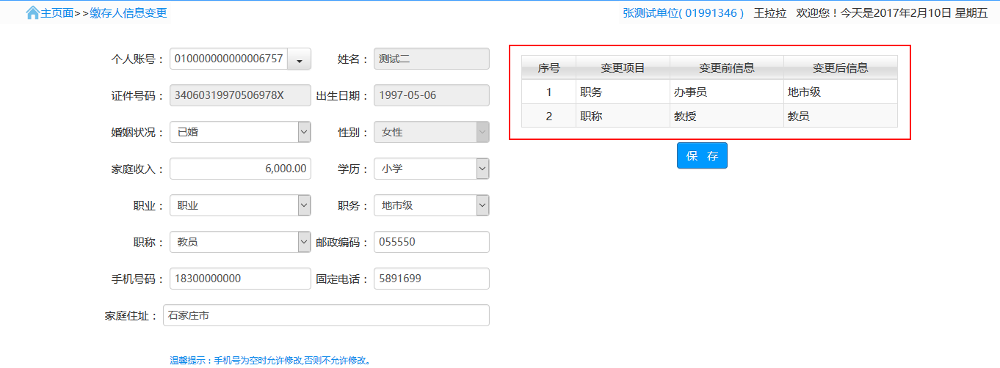 主页面>>缴存人信息变更 张测试单位( 01991346 ) 王拉拉 欢迎您！今天是2017年2月10日 星期五
个人账号： 010000000000006757 姓名： 测试二
证件号码： 34060319970506978X 出生日期： 1997-05-06
婚姻状况： 已婚 性别： 女性
家庭收入： 6,000.00 学历： 小学
职业： 职业 职务： 地市级
职称： 教员 邮政编码： 055550
手机号码： 18300000000 固定电话： 5891699
家庭住址： 石家庄市
温馨提示：手机号为空时允许修改,否则不允许修改。
序号 变更项目 变更前信息 变更后信息
1 职务 办事员 地市级
2 职称 教授 教员
保 存